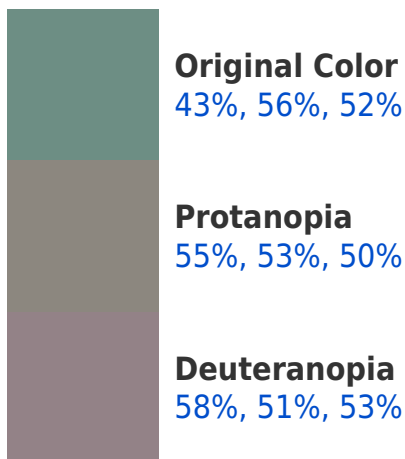 Original Color
43%, 56%, 52%
Protanopia
55%, 53%, 50%
Deuteranopia
58%, 51%, 53%